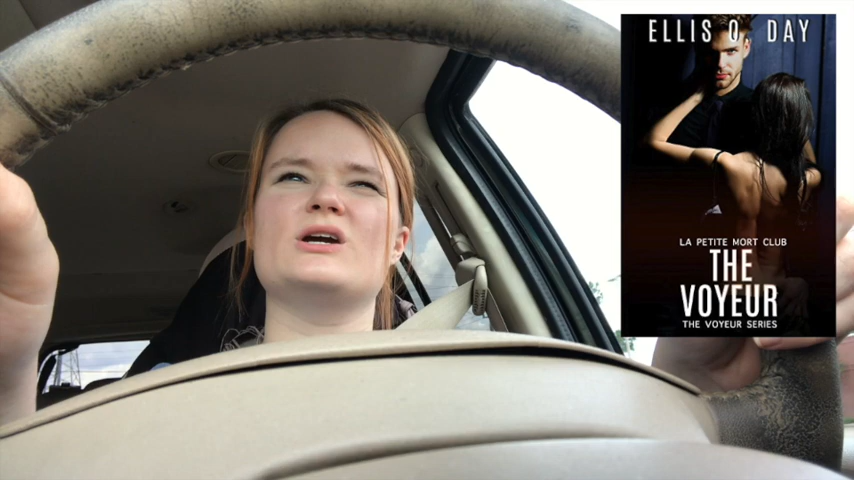 ELLIS O. DAY
LA PETITE MORT CLUB
THE
VOYEUR
THE VOYEUR SERIES